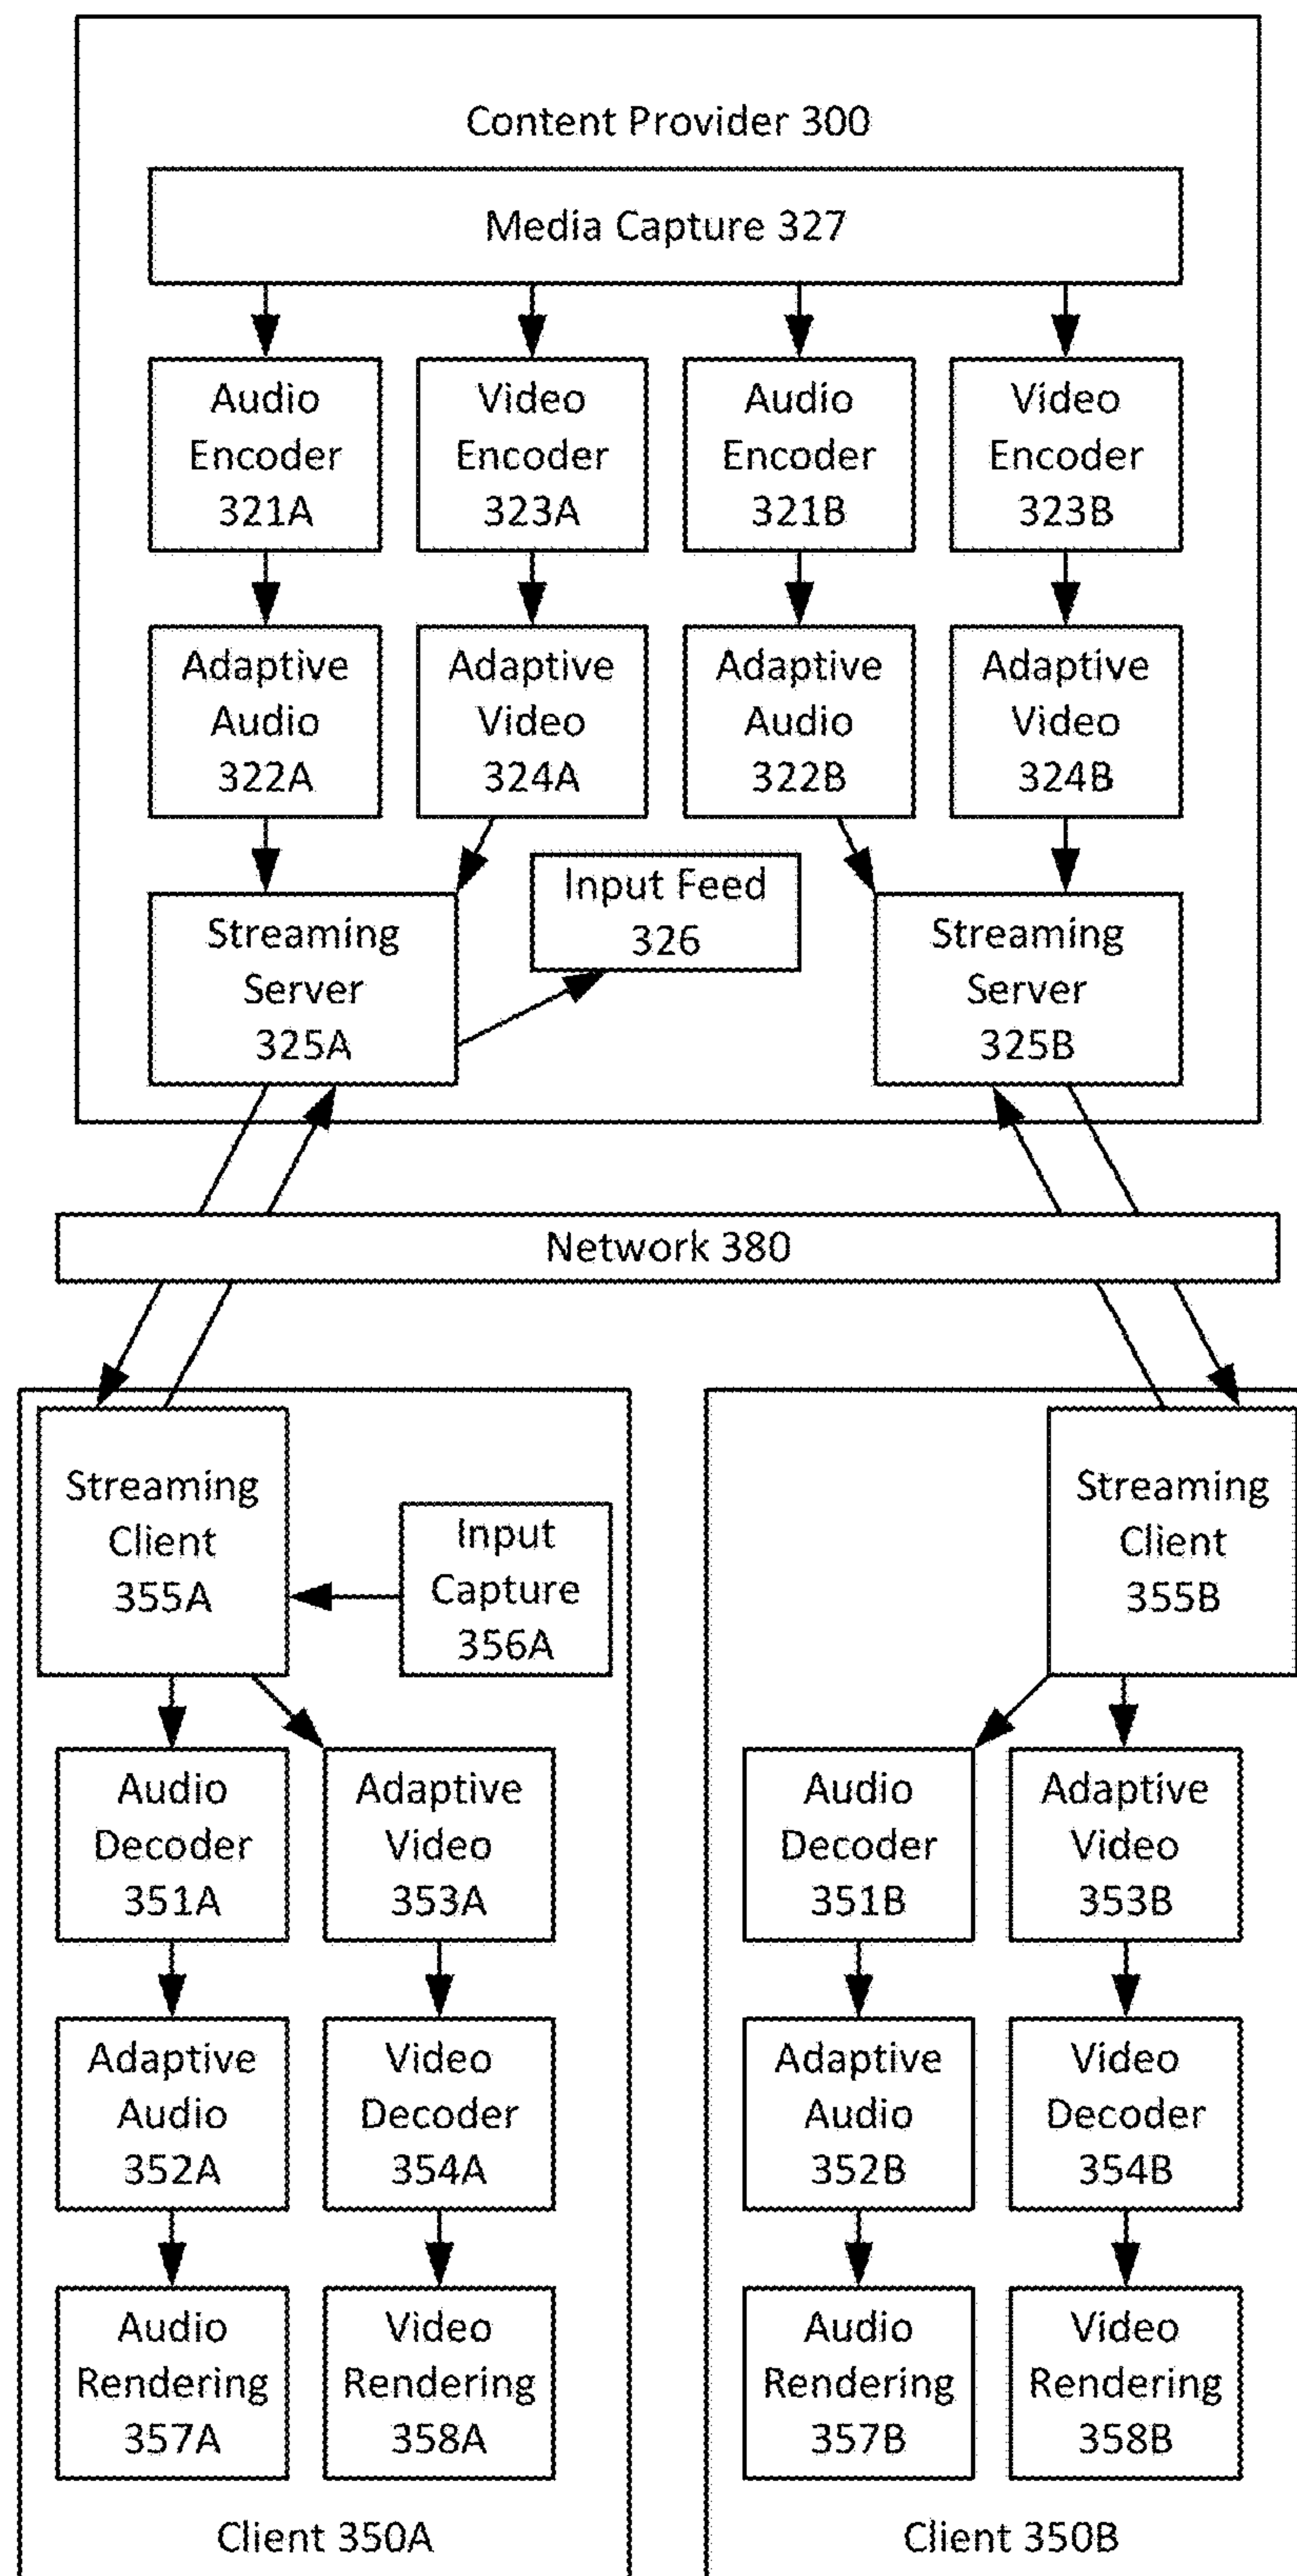 Content Provider 300
Media Capture 327
Audio
Encoder
321A
Video
Encoder
323A
Audio
Encoder
321B
Video
Encoder
323B
Adaptive
Audio
322A
Adaptive
Video
324A
Adaptive
Audio
322B
Adaptive
Video
324B
Streaming
Server
325A
Input Feed
326
Streaming
Server
325B
Network 380
Streaming
Client
355A
Input
Capture
356A
Streaming
Client
355B
Audio
Decoder
351A
Adaptive
Video
353A
Audio
Decoder
351B
Adaptive
Video
353B
Adaptive
Audio
352A
Video
Decoder
354A
Adaptive
Audio
352B
Video
Decoder
354B
Audio
Rendering
357A
Video
Rendering
358A
Audio
Rendering
357B
Video
Rendering
358B
Client 350A
Client 350B